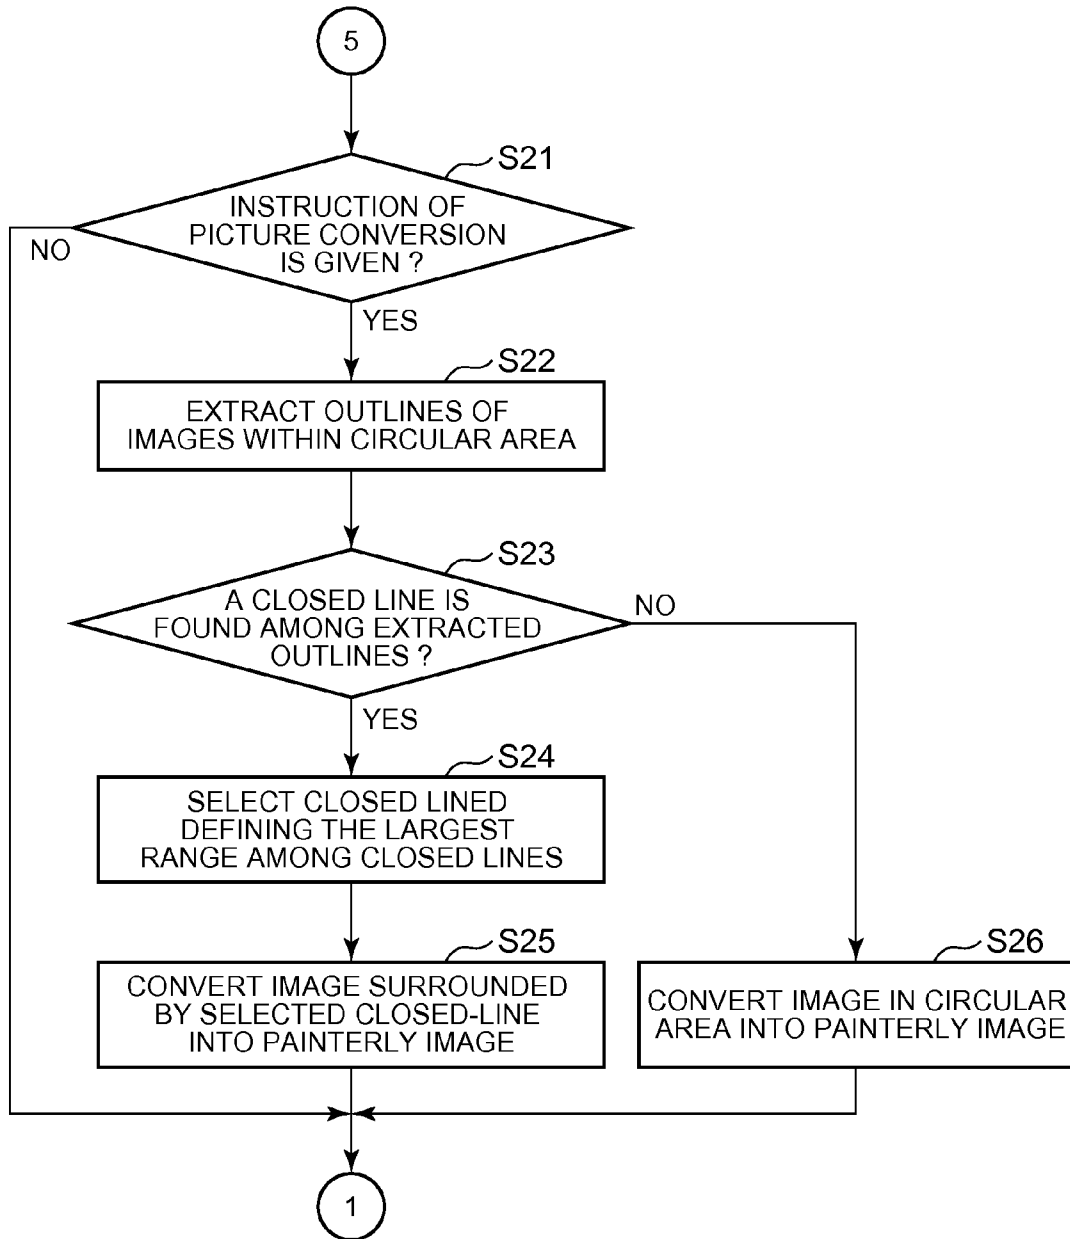 5
S21
INSTRUCTION OF
PICTURE CONVERSION
IS GIVEN ?
NO
YES
S22
EXTRACT OUTLINES OF
IMAGES WITHIN CIRCULAR AREA
S23
A CLOSED LINE IS
FOUND AMONG EXTRACTED
OUTLINES ?
NO
YES
S24
SELECT CLOSED LINED
DEFINING THE LARGEST
RANGE AMONG CLOSED LINES
S25
CONVERT IMAGE SURROUNDED
BY SELECTED CLOSED-LINE
INTO PAINTERLY IMAGE
S26
CONVERT IMAGE IN CIRCULAR
AREA INTO PAINTERLY IMAGE
1